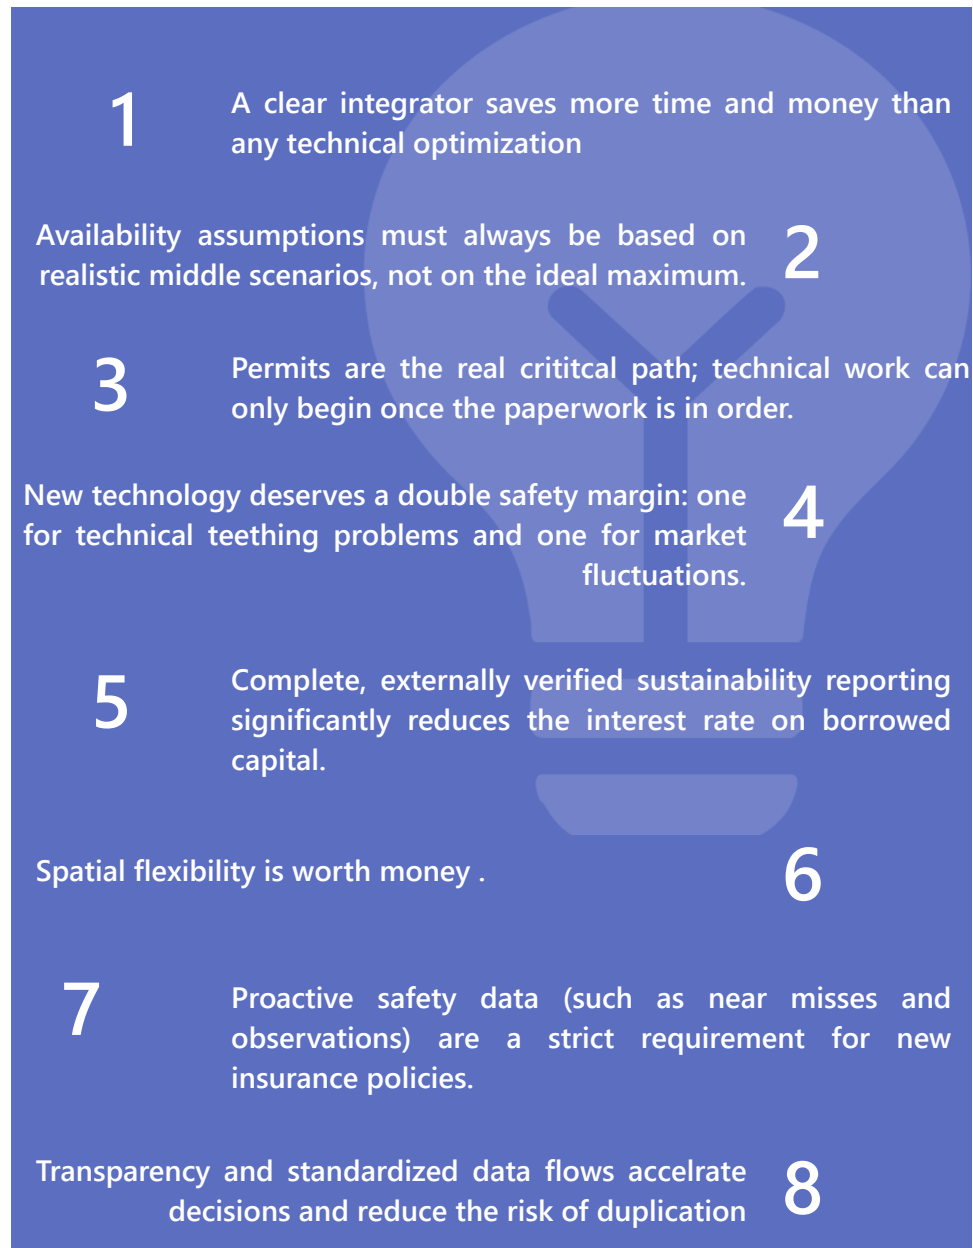 1
A clear integrator saves more time and money than
any technical optimization
Availability assumptions must always be based on
realistic middle scenarios, not on the ideal maximum.
2
3
Permits are the real crititcal path; technical work can
only begin once the paperwork is in order.
New technology deserves a double safety margin: one
for technical teething problems and one for market
fluctuations.
4
5
Complete, externally verified sustainability reporting
significantly reduces the interest rate on borrowed
capital.
Spatial flexibility is worth money .
6
7
Proactive safety data (such as near misses and
observations) are a strict requirement for new
insurance policies.
Transparency and standardized data flows accelrate
decisions and reduce the risk of duplication
8